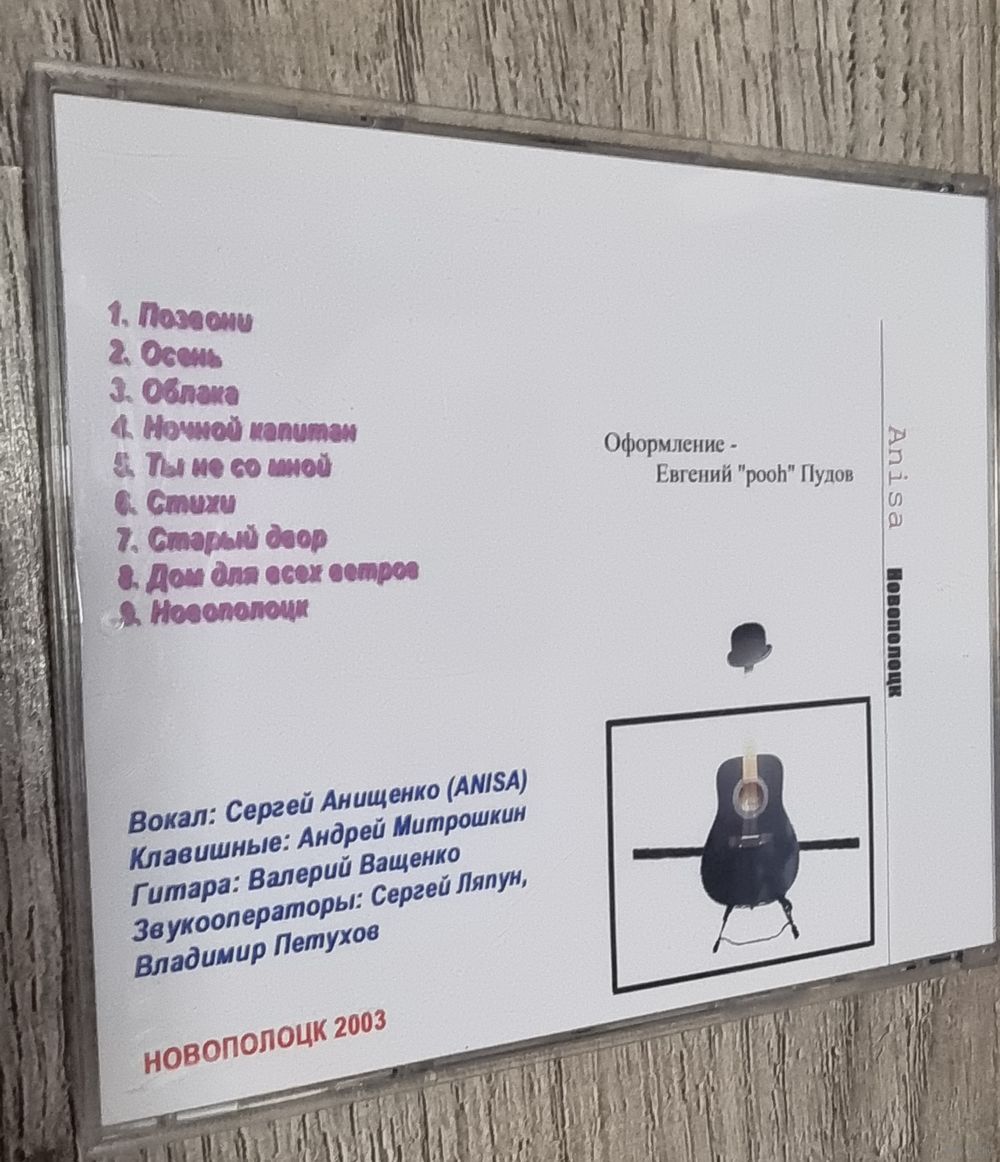 1. Позвони
2. Осень
3. Облака
4. Ночной капитан
5. Ты не со мной
6. Стихи
7. Старый двор
8. Дом для всех ветров
9. Новополоцк
Оформление -
Евгений "pooh" Пудов
Anisa Новополоцк
Вокал: Сергей Анищенко (ANISA)
Клавишные: Андрей Митрошкин
Гитара: Валерий Ващенко
Звукооператоры: Сергей Ляпун,
Владимир Петухов
НОВОПОЛОЦК 2003